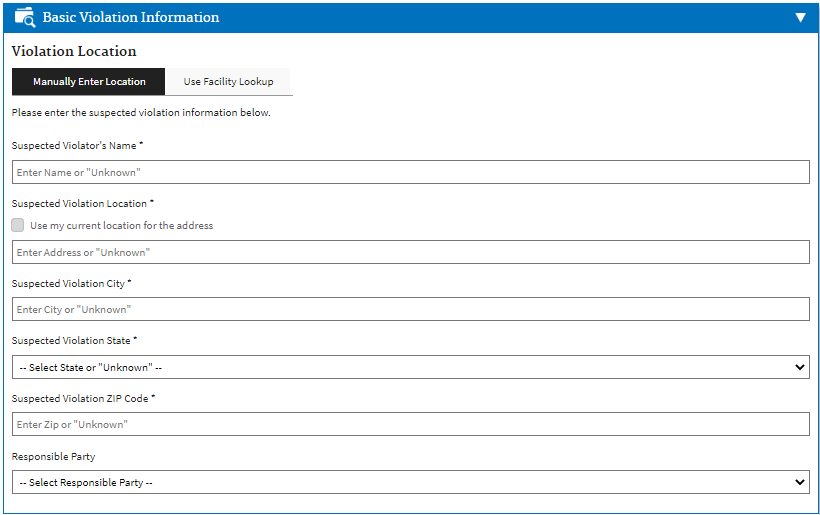 Basic Violation Information
Violation Location
Manually Enter Location
Use Facility Lookup
Please enter the suspected violation information below.
Suspected Violator's Name *
Enter Name or "Unknown"
Suspected Violation Location *
Use my current location for the address
Enter Address or "Unknown"
Suspected Violation City *
Enter City or "Unknown"
Suspected Violation State *
-- Select State or "Unknown" --
Suspected Violation ZIP Code *
Enter Zip or "Unknown"
Responsible Party
-- Select Responsible Party --